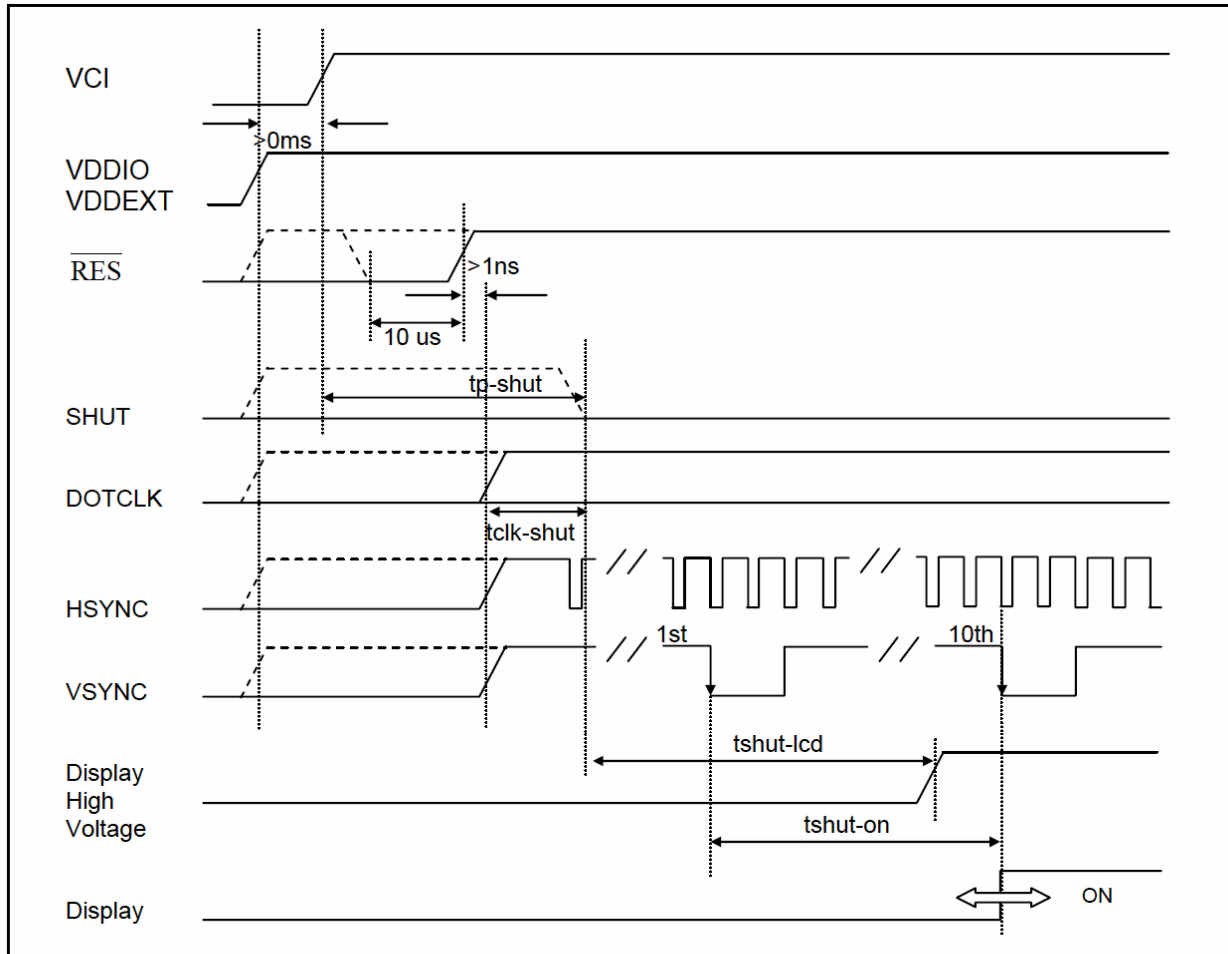 VCI
>0ms
VDDIO
VDDEXT
RES
>1ns
10 us
tp-shut
SHUT
DOTCLK
tclk-shut
HSYNC
1st
10th
VSYNC
tshut-lcd
Display
High
Voltage
tshut-on
ON
Display